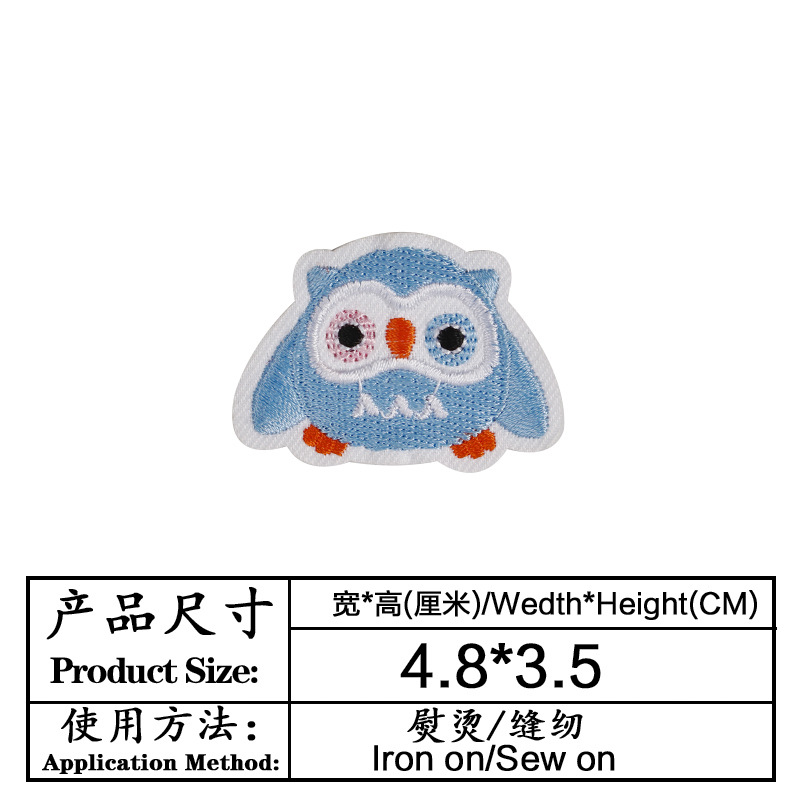 产品尺寸
Product Size:
宽*高(厘米)/Wedth*Height(CM)
4.8*3.5
使用方法：
Application Method:
熨烫/缝纫
Iron on/Sew on